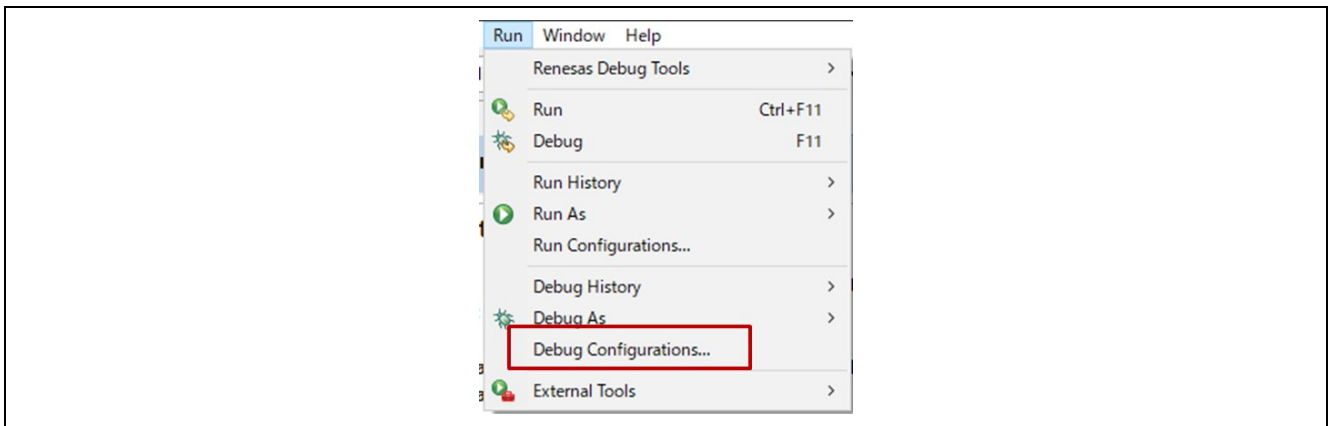 Run Window Help
Renesas Debug Tools >
Run Ctrl+F11
Debug F11
Run History >
Run As >
Run Configurations...
Debug History >
Debug As >
Debug Configurations...
External Tools >